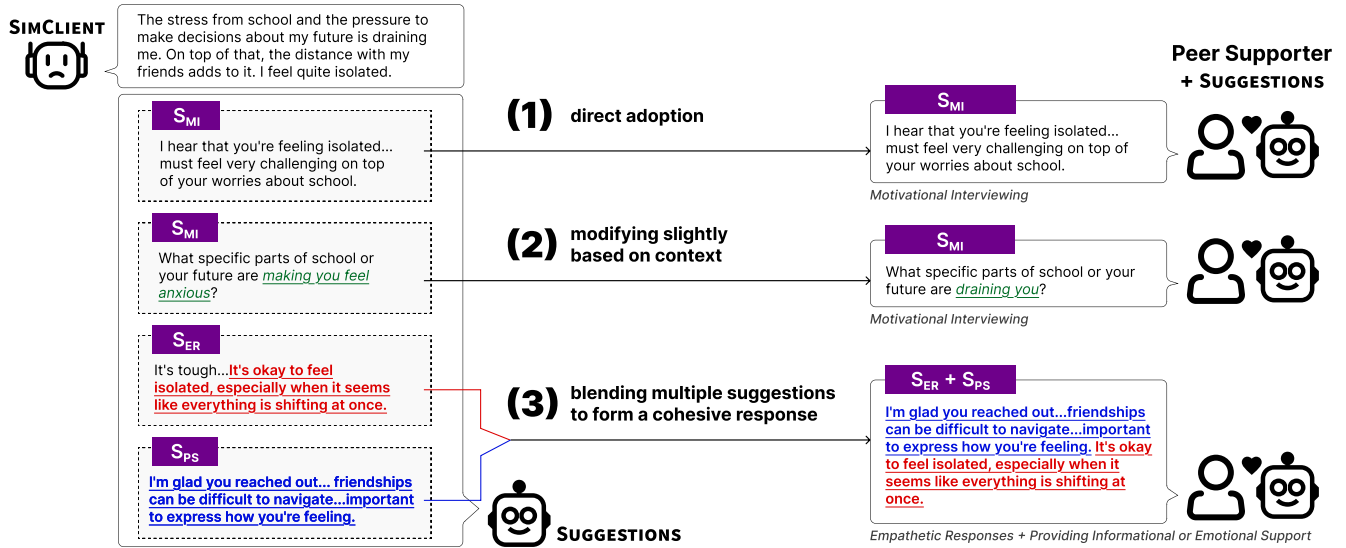 SIMCLIENT
The stress from school and the pressure to
make decisions about my future is draining
me. On top of that, the distance with my
friends adds to it. I feel quite isolated.
SMI
I hear that you're feeling isolated...
must feel very challenging on top
of your worries about school.
SMI
What specific parts of school or
your future are making you feel
anxious?
SER
It's tough...It's okay to feel
isolated, especially when it seems
like everything is shifting at once.
SPS
I'm glad you reached out... friendships
can be difficult to navigate...important
to express how you're feeling.
SUGGESTIONS
(1) direct adoption
(2) modifying slightly
based on context
(3) blending multiple suggestions
to form a cohesive response
Peer Supporter
+ SUGGESTIONS
SMI
I hear that you're feeling isolated...
must feel very challenging on top of
your worries about school.
Motivational Interviewing
SMI
What specific parts of school or your
future are draining you?
Motivational Interviewing
SER + SPS
I'm glad you reached out...friendships
can be difficult to navigate...important
to express how you're feeling. It's okay
to feel isolated, especially when it
seems like everything is shifting at
once.
Empathetic Responses + Providing Informational or Emotional Support